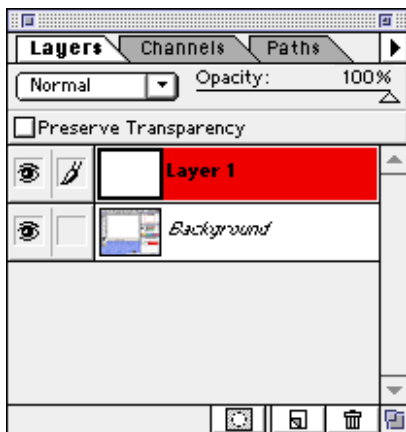 Layers Channels Paths
Normal Opacity: 100%
Preserve Transparency
Layer 1
Background